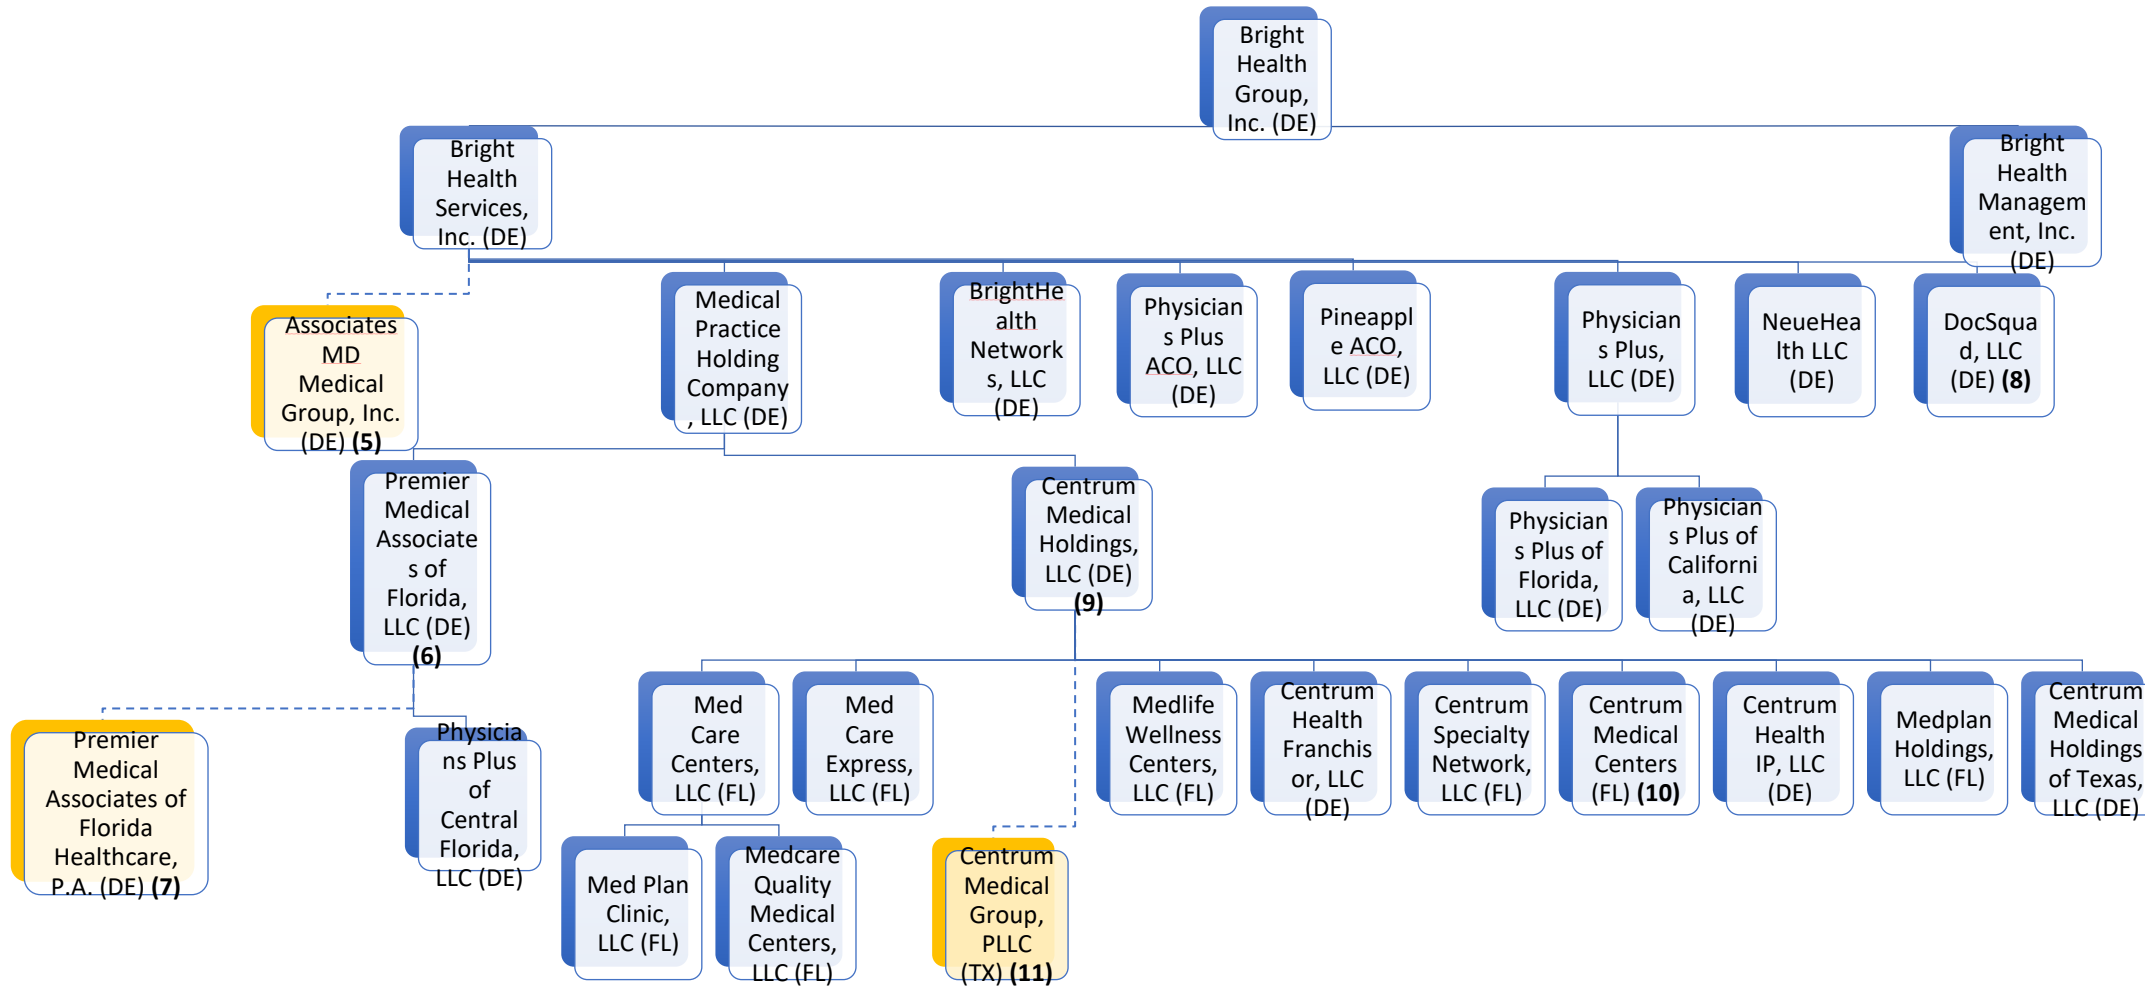 Bright
Health
Group,
Inc. (DE)
Bright
Health
Services,
Inc. (DE)
Bright
Health
Managem
ent, Inc.
(DE)
Associates
MD
Medical
Group, Inc.
(DE) (5)
Medical
Practice
Holding
Company
, LLC (DE)
BrightHe
alth
Network
s, LLC
(DE)
Physician
s Plus
ACO, LLC
(DE)
Pineappl
e ACO,
LLC (DE)
Physician
s Plus,
LLC (DE)
NeueHea
lth LLC
(DE)
DocSqua
d, LLC
(DE) (8)
Premier
Medical
Associate
s of
Florida,
LLC (DE)
(6)
Centrum
Medical
Holdings,
LLC (DE)
(9)
Physician
s Plus of
Florida,
LLC (DE)
Physician
s Plus of
Californi
a, LLC
(DE)
Premier
Medical
Associates of
Florida
Healthcare,
P.A. (DE) (7)
Physicia
ns Plus
of
Central
Florida,
LLC (DE)
Med
Care
Centers,
LLC (FL)
Med
Care
Express,
LLC (FL)
Medlife
Wellness
Centers,
LLC (FL)
Centrum
Health
Franchis
or, LLC
(DE)
Centrum
Specialty
Network,
LLC (FL)
Centrum
Medical
Centers
(FL) (10)
Centrum
Health
IP, LLC
(DE)
Medplan
Holdings,
LLC (FL)
Centrum
Medical
Holdings
of Texas,
LLC (DE)
Med Plan
Clinic,
LLC (FL)
Medcare
Quality
Medical
Centers,
LLC (FL)
Centrum
Medical
Group,
PLLC
(TX) (11)